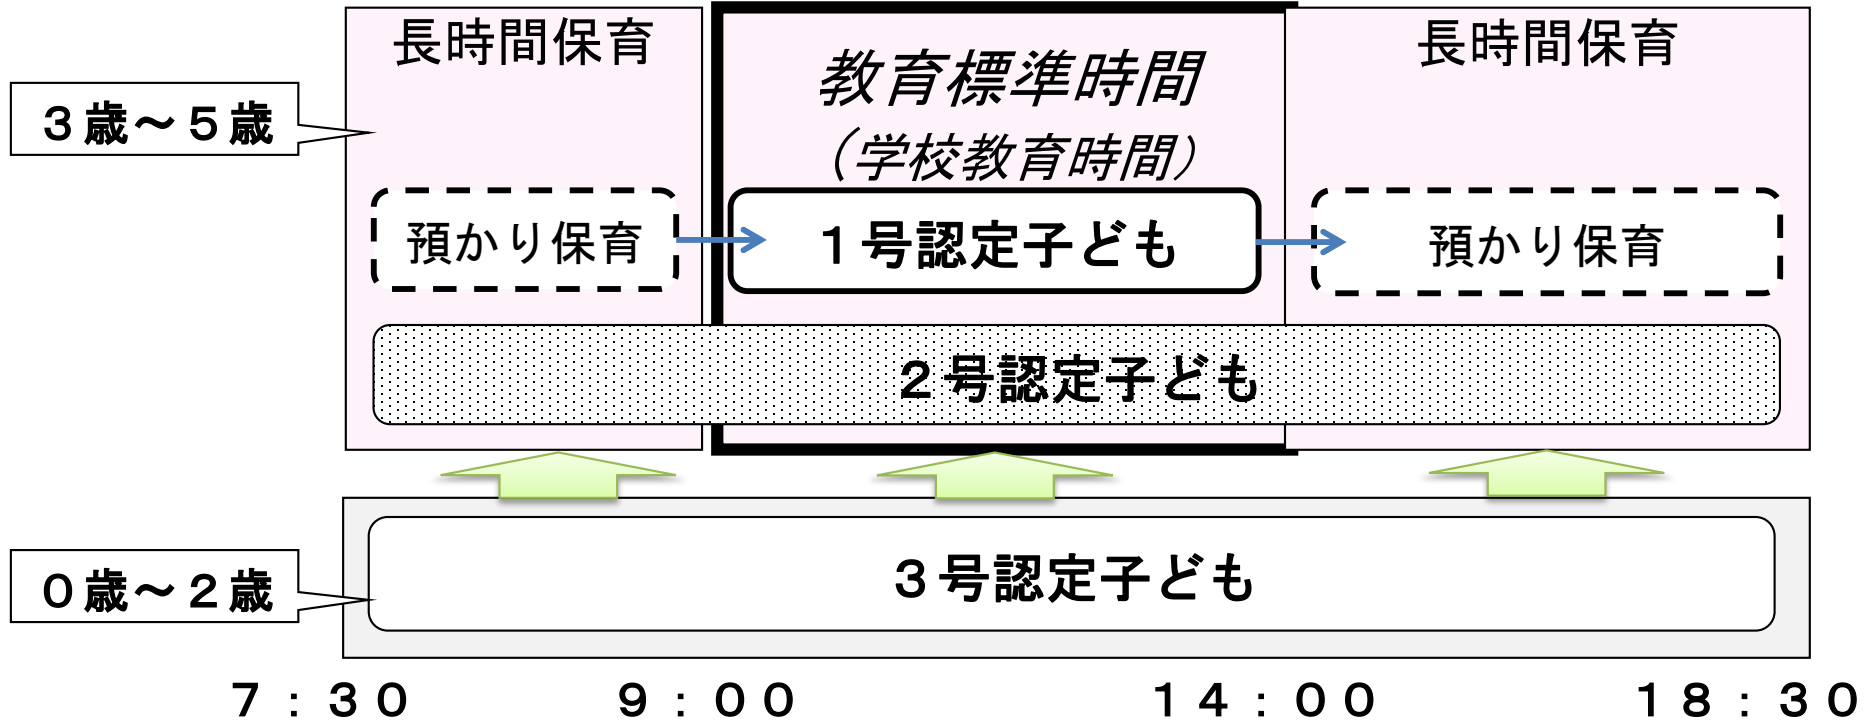 長時間保育
教育標準時間
（学校教育時間）
長時間保育
３歳～５歳
預かり保育
１号認定子ども
預かり保育
２号認定子ども
３号認定子ども
０歳～２歳
７：３０
９：００
１４：００
１８：３０